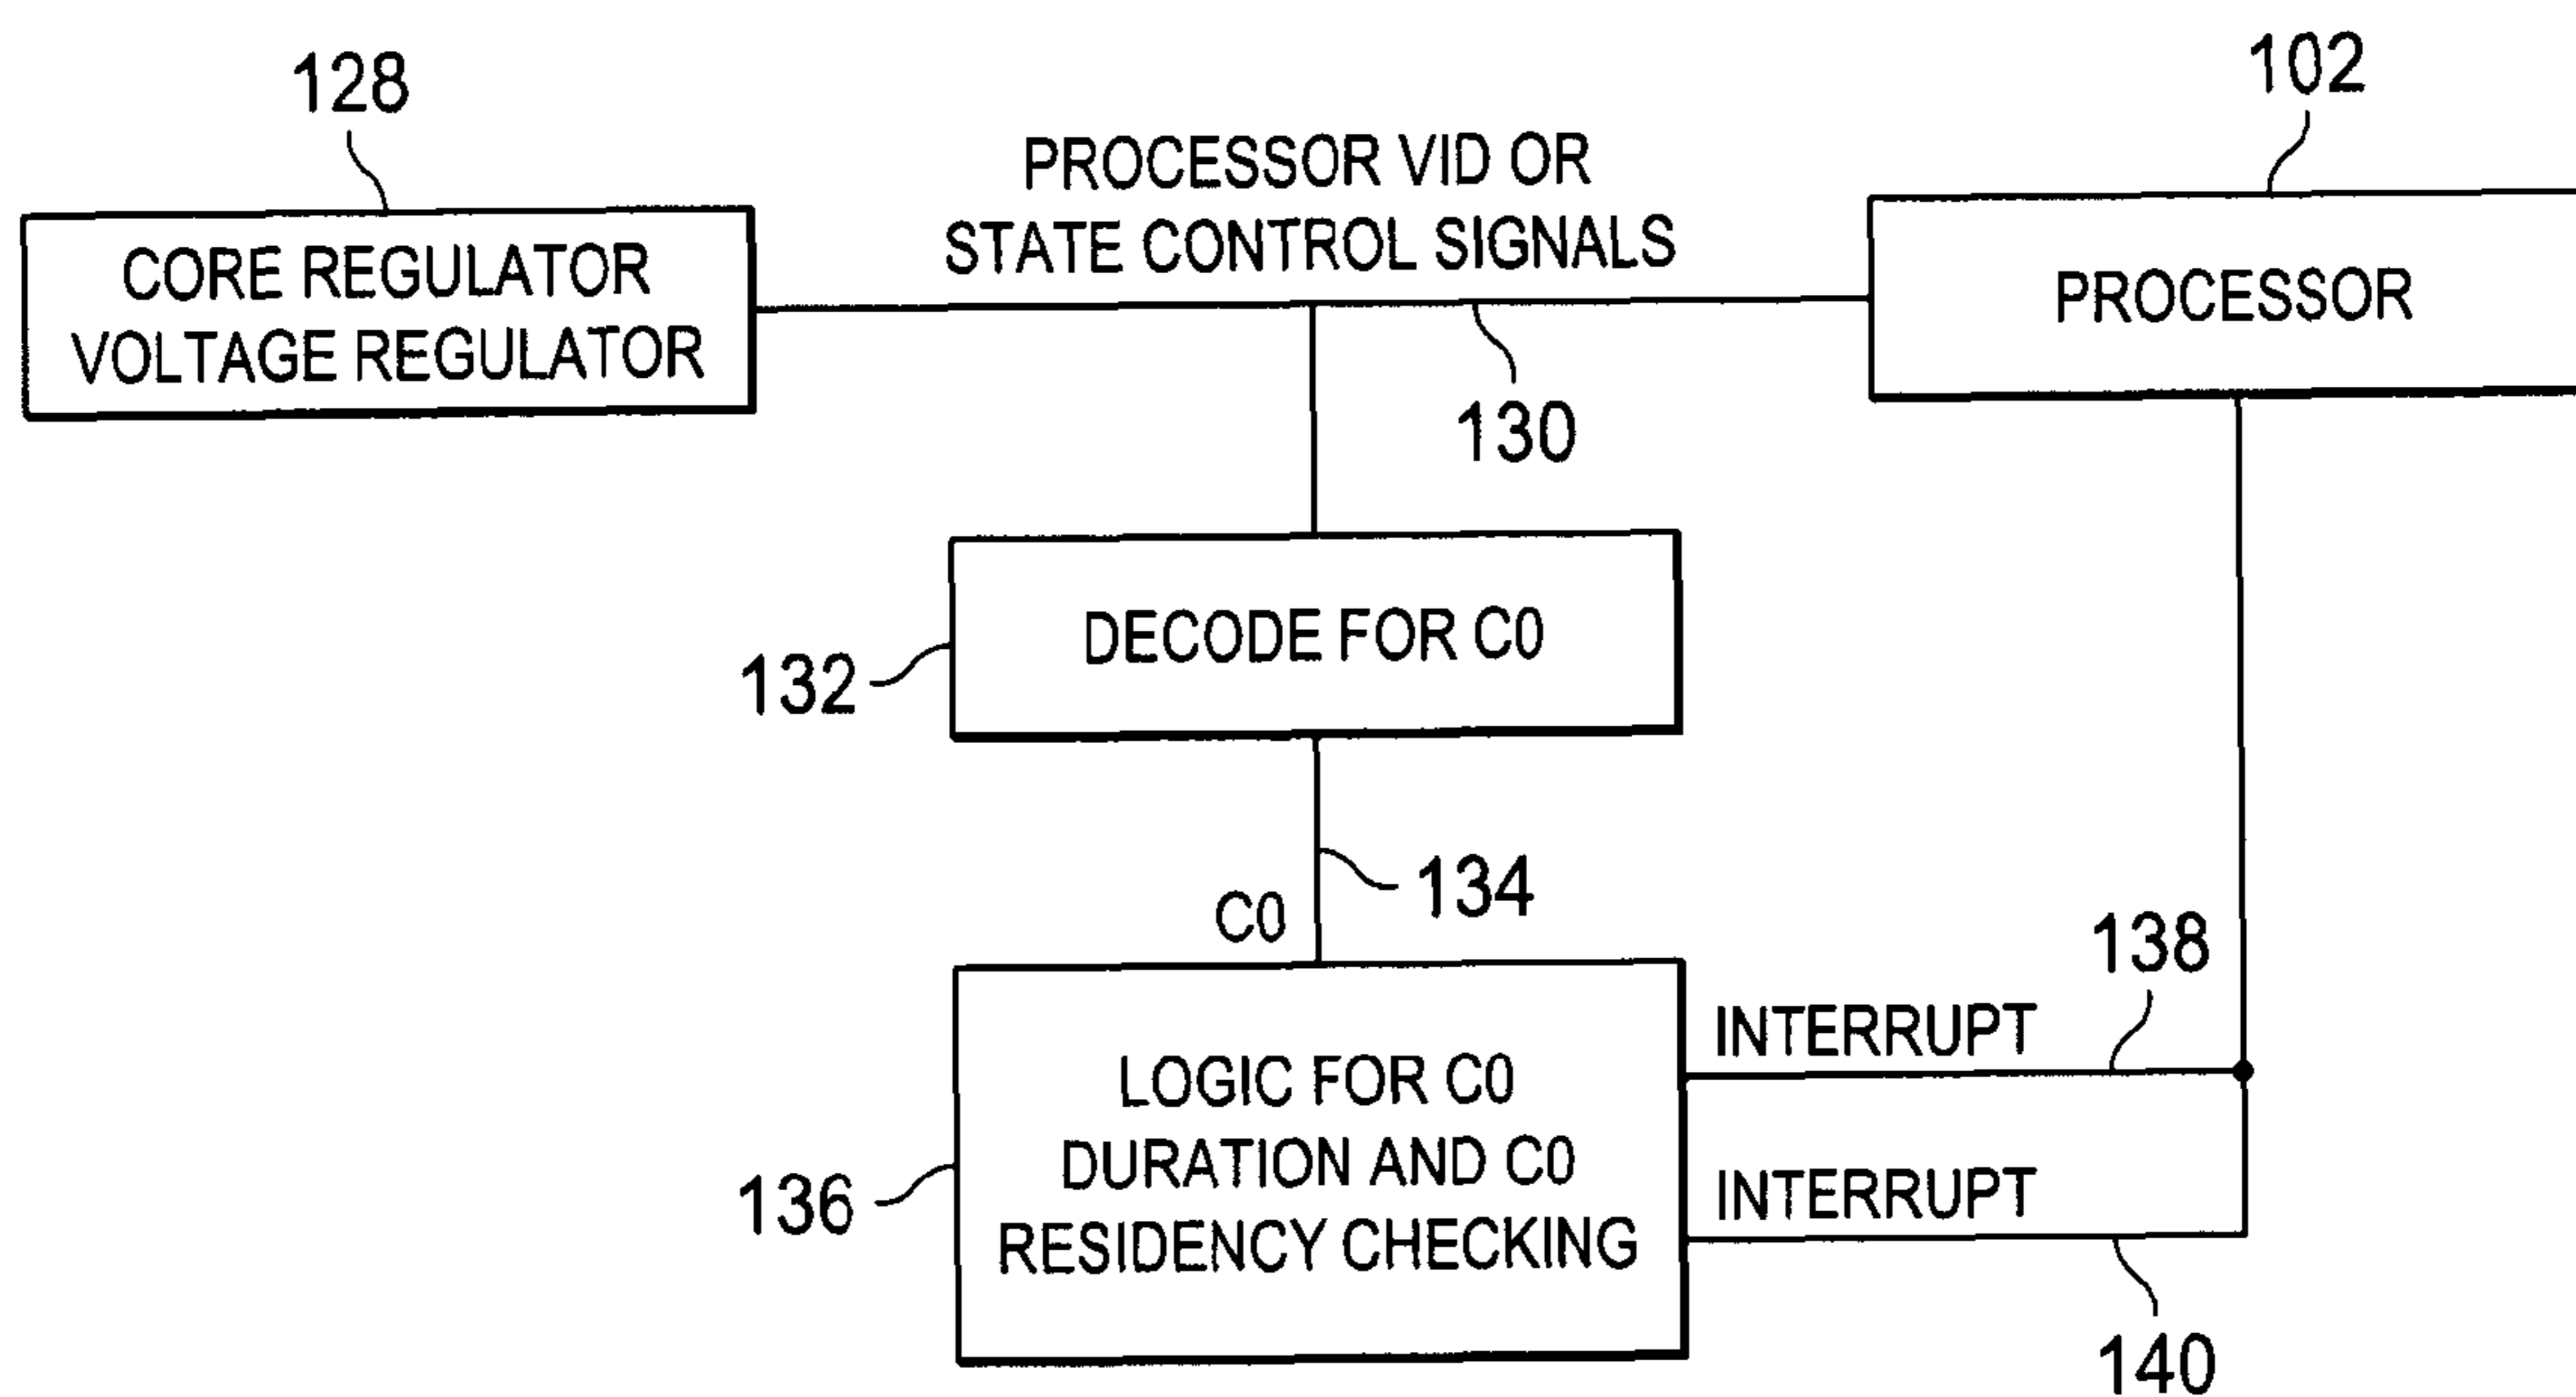 128
102
PROCESSOR VID OR
STATE CONTROL SIGNALS
CORE REGULATOR
VOLTAGE REGULATOR
PROCESSOR
130
DECODE FOR C0
132
134
C0
138
INTERRUPT
LOGIC FOR C0
DURATION AND C0
RESIDENCY CHECKING
136
INTERRUPT
140